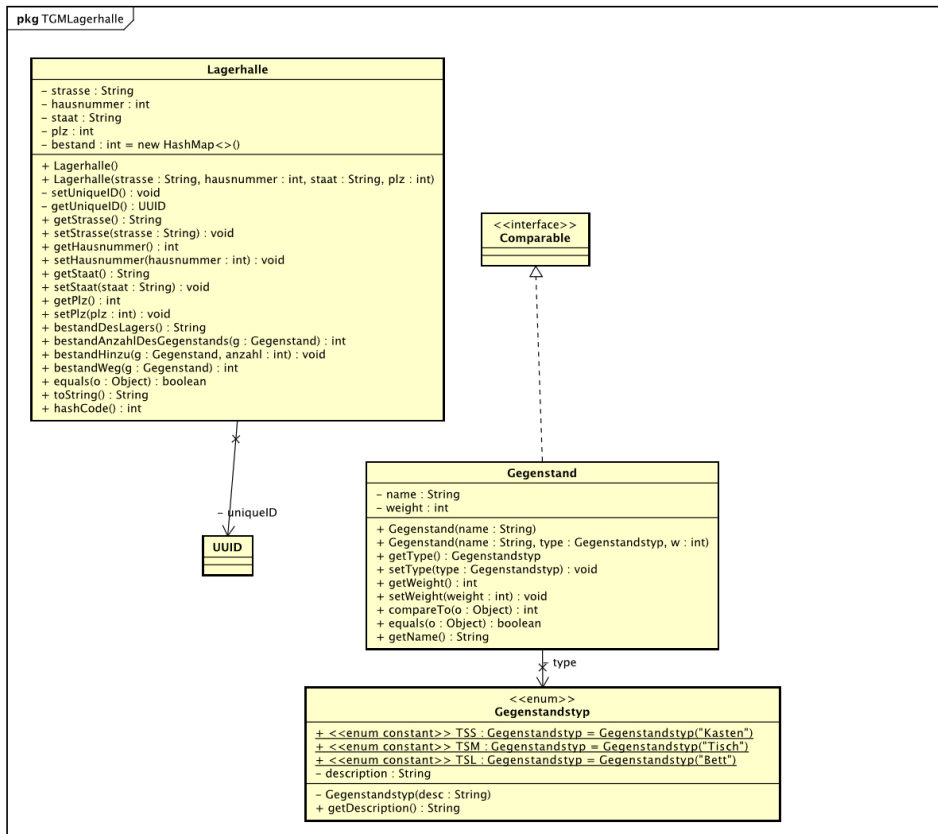 pkg TGMLagerhalle
Lagerhalle
- strasse : String
- hausnummer : int
- staat : String
- plz : int
- bestand : int = new HashMap<>()
+ Lagerhalle()
+ Lagerhalle(strasse : String, hausnummer : int, staat : String, plz : int)
- setUniqueID() : void
- getUniqueID() : UUID
+ getStrasse() : String
+ setStrasse(strasse : String) : void
+ getHausnummer() : int
+ setHausnummer(hausnummer : int) : void
+ getStaat() : String
+ setStaat(staat : String) : void
+ getPlz() : int
+ setPlz(plz : int) : void
+ bestandDesLagers() : String
+ bestandAnzahlDesGegenstands(g : Gegenstand) : int
+ bestandHinzu(g : Gegenstand, anzahl : int) : void
+ bestandWeg(g : Gegenstand) : int
+ equals(o : Object) : boolean
+ toString() : String
+ hashCode() : int
<<interface>>
Comparable
- uniqueID
UUID
Gegenstand
- name : String
- weight : int
+ Gegenstand(name : String)
+ Gegenstand(name : String, type : Gegenstandstyp, w : int)
+ getType() : Gegenstandstyp
+ setType(type : Gegenstandstyp) : void
+ getWeight() : int
+ setWeight(weight : int) : void
+ compareTo(o : Object) : int
+ equals(o : Object) : boolean
+ getName() : String
- type
<<enum>>
Gegenstandstyp
+ <<enum constant>> TSS : Gegenstandstyp = Gegenstandstyp("Kasten")
+ <<enum constant>> TSM : Gegenstandstyp = Gegenstandstyp("Tisch")
+ <<enum constant>> TSL : Gegenstandstyp = Gegenstandstyp("Bett")
- description : String
- Gegenstandstyp(desc : String)
+ getDescription() : String